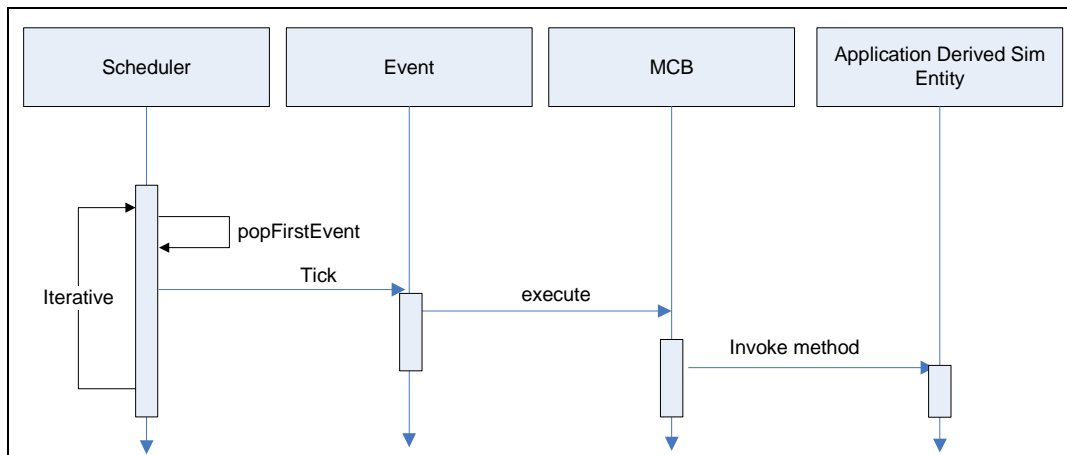 Scheduler
Event
MCB
Application Derived Sim
Entity
popFirstEvent
Tick
execute
Iterative
Invoke method